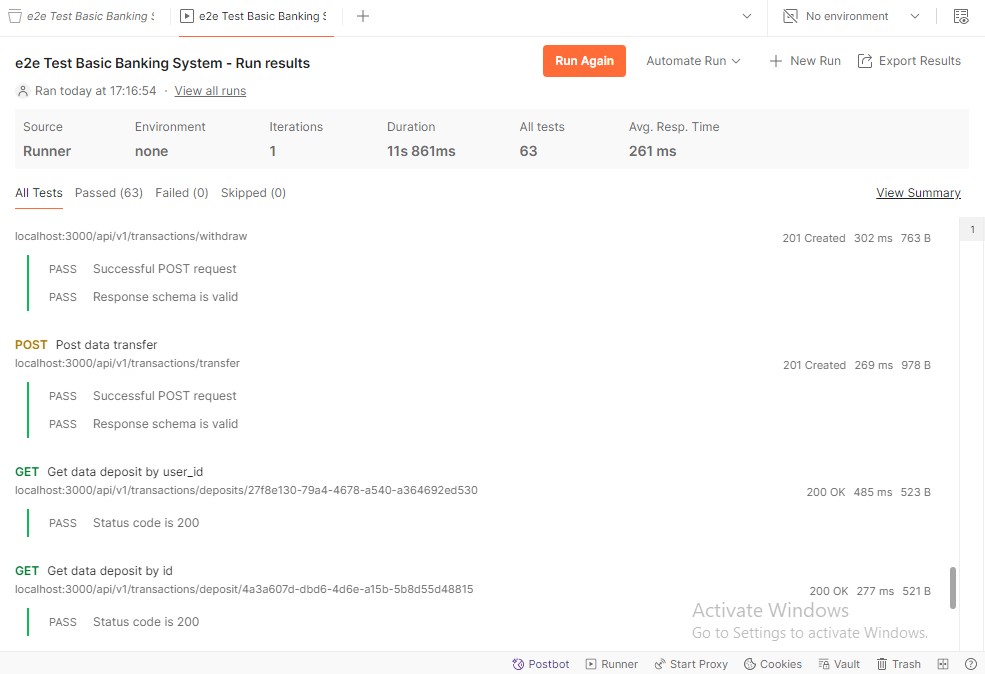 e2e Test Basic Banking S
e2e Test Basic Banking S
No environment
e2e Test Basic Banking System - Run results
Run Again
Automate Run
New Run
Export Results
Ran today at 17:16:54 · View all runs
Source Environment Iterations Duration All tests Avg. Resp. Time
Runner none 1 11s 861ms 63 261 ms
All Tests Passed (63) Failed (0) Skipped (0) View Summary
1
localhost:3000/api/v1/transactions/withdraw 201 Created 302 ms 763 B
PASS Successful POST request
PASS Response schema is valid
POST Post data transfer
localhost:3000/api/v1/transactions/transfer 201 Created 269 ms 978 B
PASS Successful POST request
PASS Response schema is valid
GET Get data deposit by user_id
localhost:3000/api/v1/transactions/deposits/27f8e130-79a4-4678-a540-a364692ed530 200 OK 485 ms 523 B
PASS Status code is 200
GET Get data deposit by id
localhost:3000/api/v1/transactions/deposit/4a3a607d-dbd6-4d6e-a15b-5b8d55d48815 200 OK 277 ms 521 B
PASS Status code is 200
Activate Windows
Go to Settings to activate Windows.
Postbot Runner Start Proxy Cookies Vault Trash